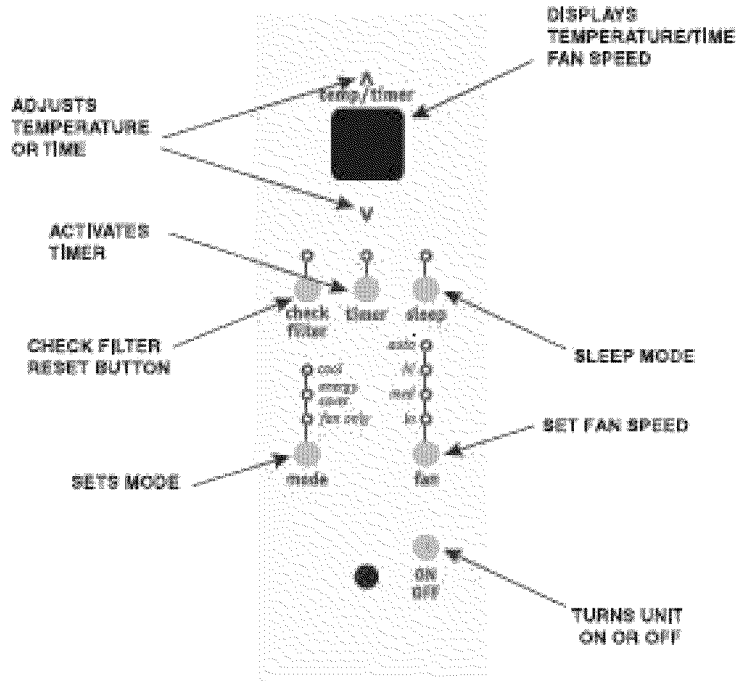 DISPLAYS
TEMPERATURE/TIME
FAN SPEED
temp/timer
ADJUSTS
TEMPERATURE
OR TIME
ACTIVATES
TIMER
check
filter
timer
sleep
CHECK FILTER
RESET BUTTON
SLEEP MODE
auto
hi
med
lo
cool
energy
saver
fan only
SET FAN SPEED
SETS MODE
mode
fan
ON
OFF
TURNS UNIT
ON OR OFF